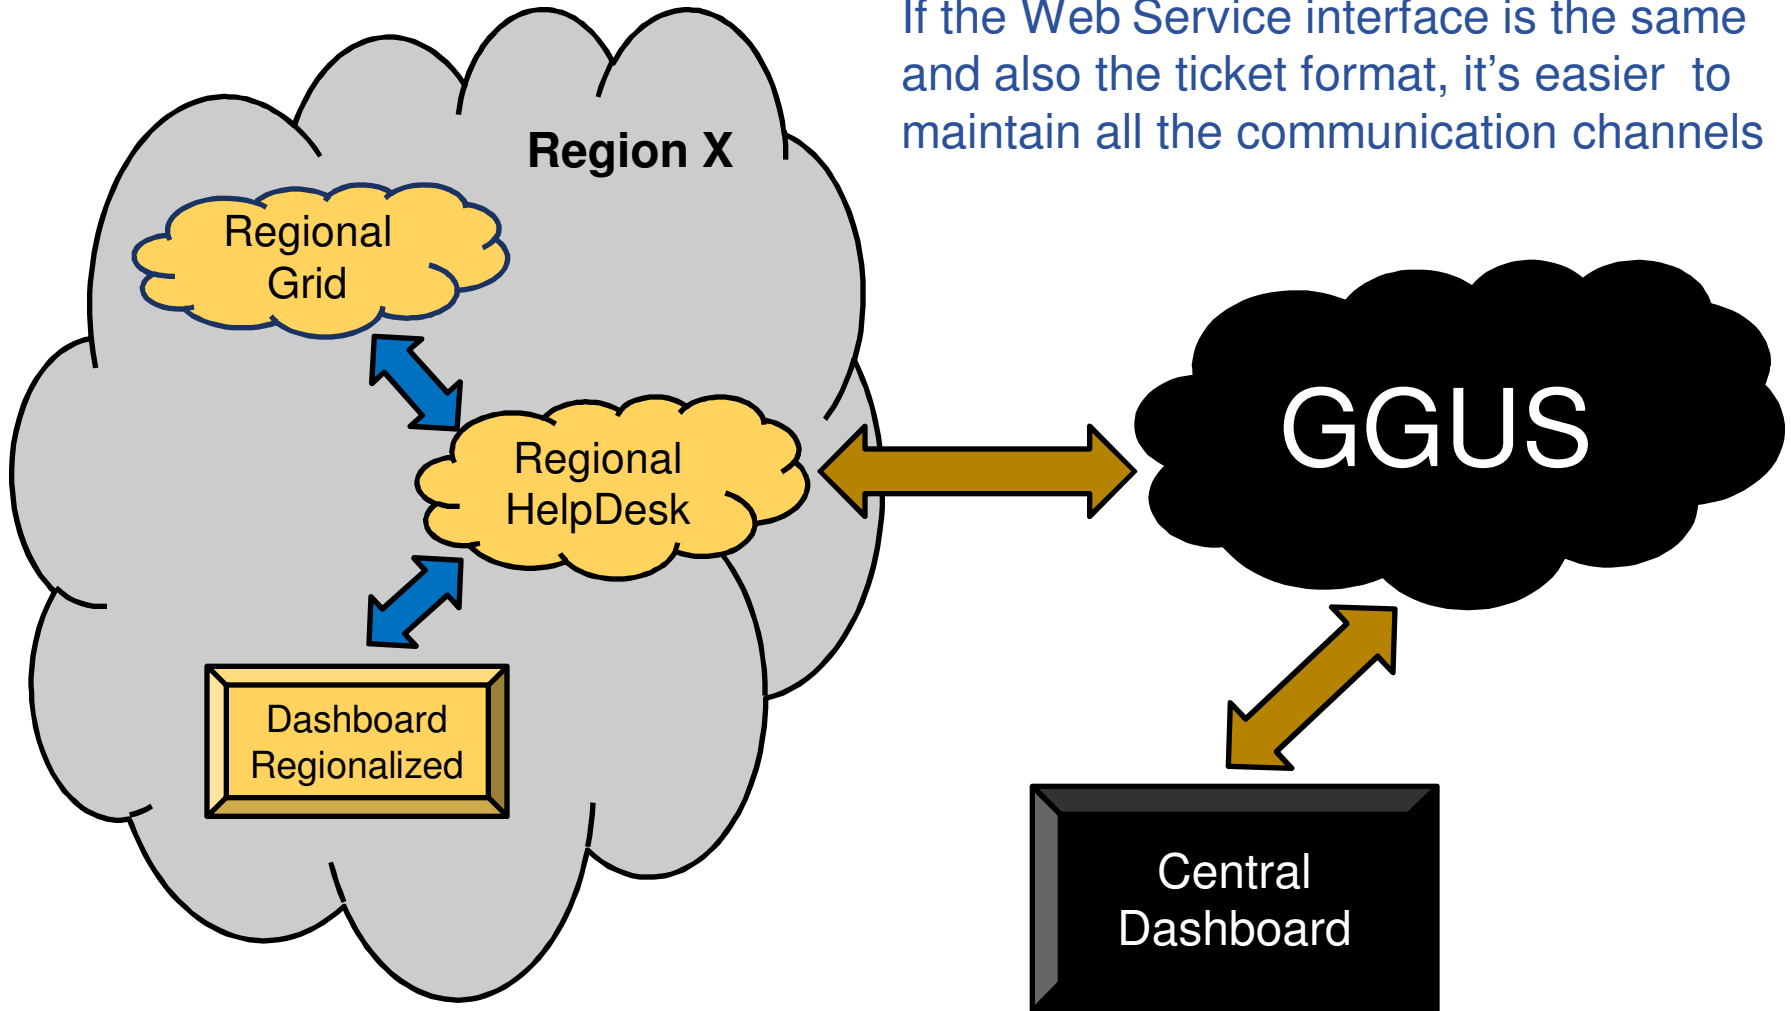 If the Web Service interface is the same
and also the ticket format, it’s easier to
maintain all the communication channels
Region X
Regional
Grid
Regional
HelpDesk
GGUS
Dashboard
Regionalized
Central
Dashboard